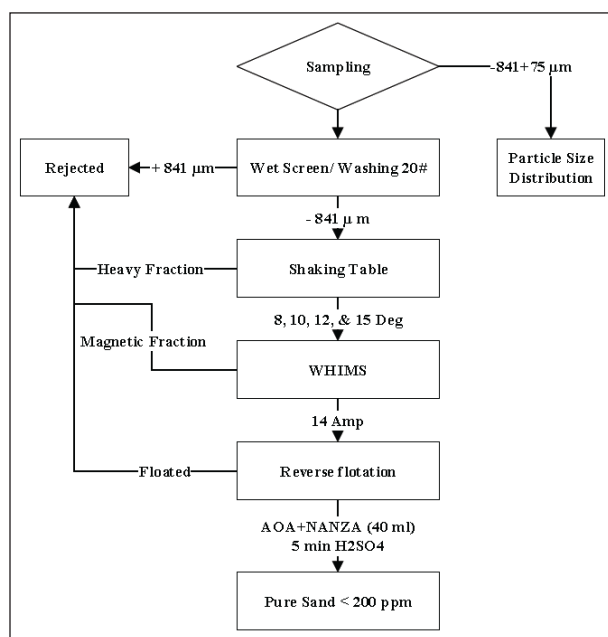 Sampling
-841+75 µm
Rejected
+ 841 µm
Wet Screen/ Washing 20#
Particle Size
Distribution
- 841 µ m
Heavy Fraction
Shaking Table
8, 10, 12, & 15 Deg
Magnetic Fraction
WHIMS
14 Amp
Floated
Reverse flotation
AOA+NANZA (40 ml)
5 min H2SO4
Pure Sand < 200 ppm